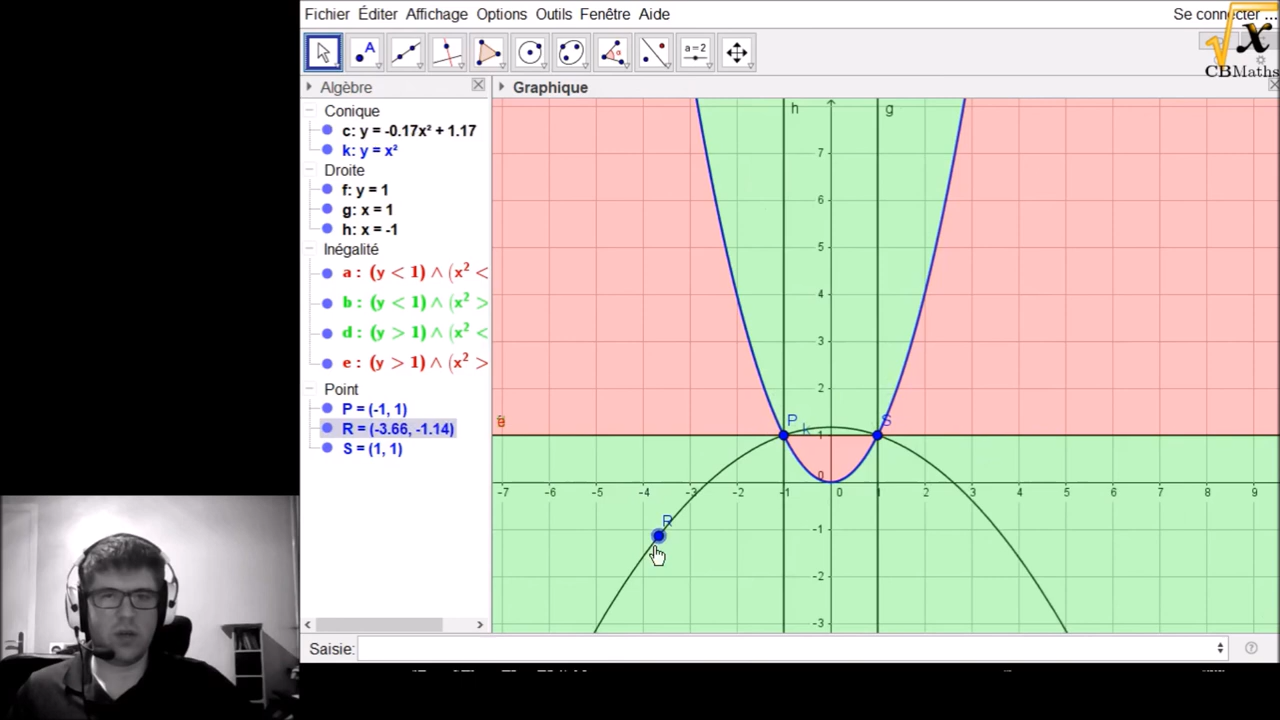 Fichier Éditer Affichage Options Outils Fenêtre Aide Se connecter ...
A
a=2
x
CBMaths
Algèbre
Graphique
Conique
c: y = -0.17x² + 1.17
k: y = x²
Droite
f: y = 1
g: x = 1
h: x = -1
Inégalité
a : (y < 1) ∧ (x² <
b : (y < 1) ∧ (x² >
d : (y > 1) ∧ (x² <
e : (y > 1) ∧ (x² >
Point
P = (-1, 1)
R = (-3.66, -1.14)
S = (1, 1)
h g
7
6
5
4
3
2
P k 1 S
0
-7 -6 -5 -4 -3 -2 -1 0 1 2 3 4 5 6 7 8 9
R
-1
-2
-3
Saisie: